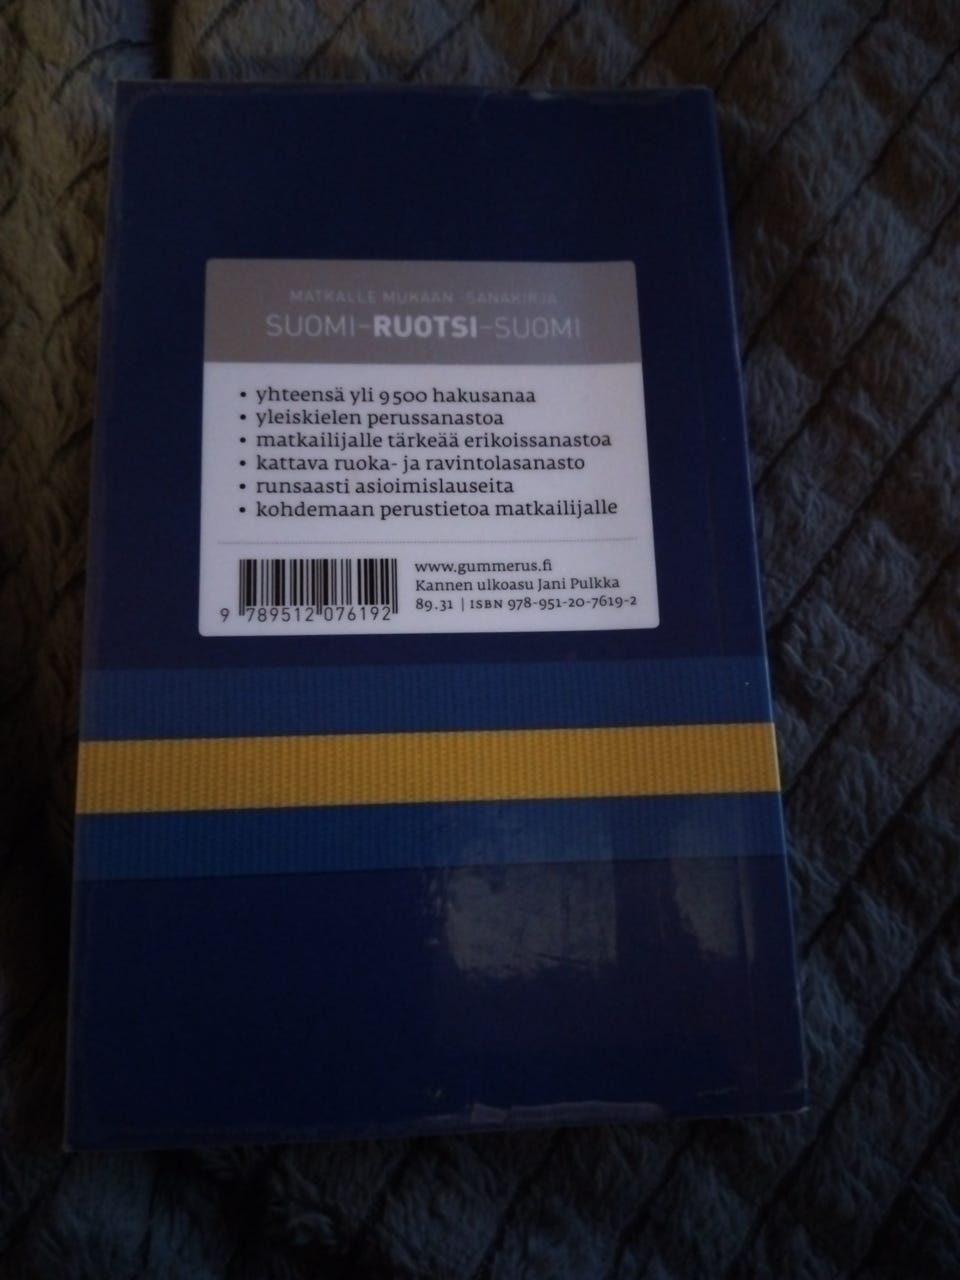 MATKALLE MUKAAN -SANAKIRJA
SUOMI–RUOTSI–SUOMI
• yhteensä yli 9500 hakusanaa
• yleiskielen perussanastoa
• matkailijalle tärkeää erikoissanastoa
• kattava ruoka- ja ravintolasanasto
• runsaasti asioimislauseita
• kohdemaan perustietoa matkailijalle
www.gummerus.fi
Kannen ulkoasu Jani Pulkka
89.31 | ISBN 978-951-20-7619-2
9 789512 076192